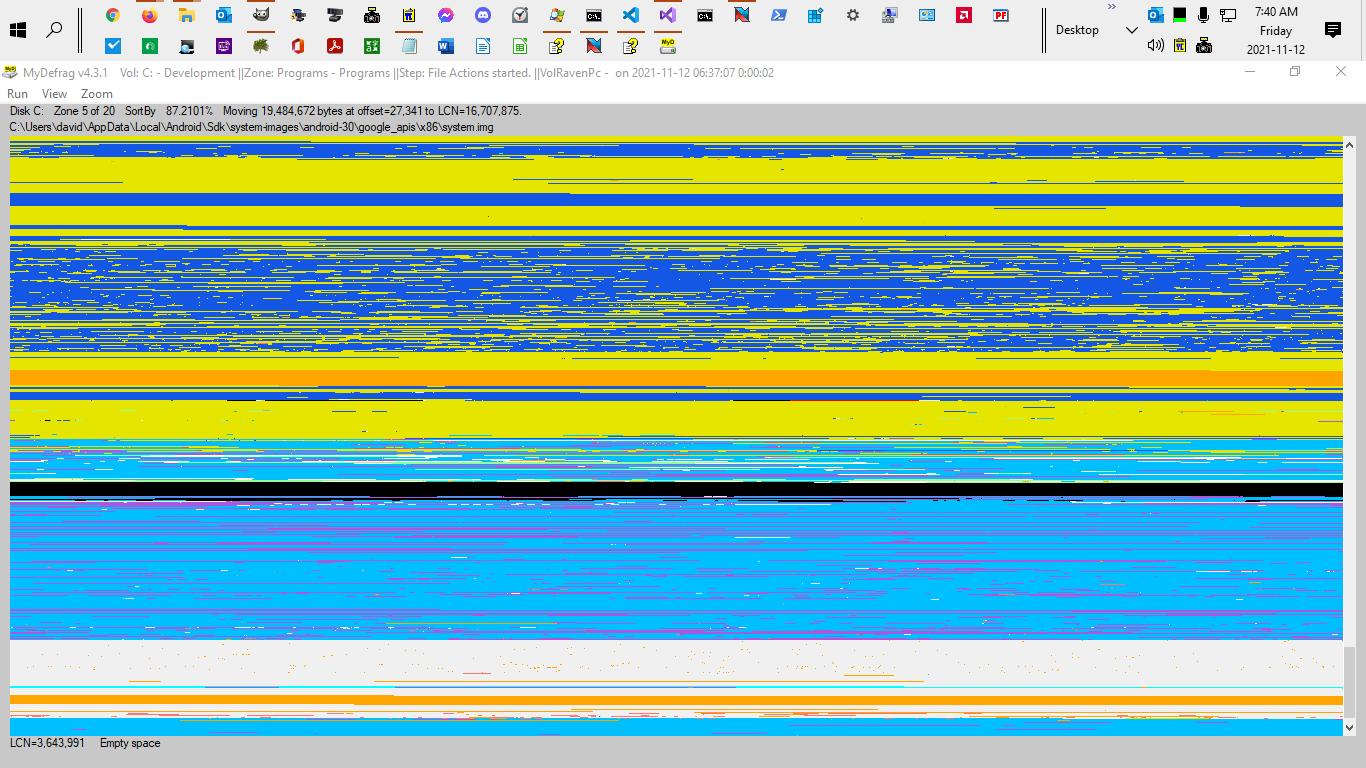 7:40 AM
Desktop
Friday
2021-11-12
MyDefrag v4.3.1    Vol: C: - Development ||Zone: Programs - Programs ||Step: File Actions started. ||VolRavenPc -  on 2021-11-12 06:37:07 0:00:02
Run    View    Zoom
Disk C:    Zone 5 of 20    SortBy    87.2101%    Moving 19,484,672 bytes at offset=27,341 to LCN=16,707,875.
C:\Users\david\AppData\Local\Android\Sdk\system-images\android-30\google_apis\x86\system.img
LCN=3,643,991    Empty space